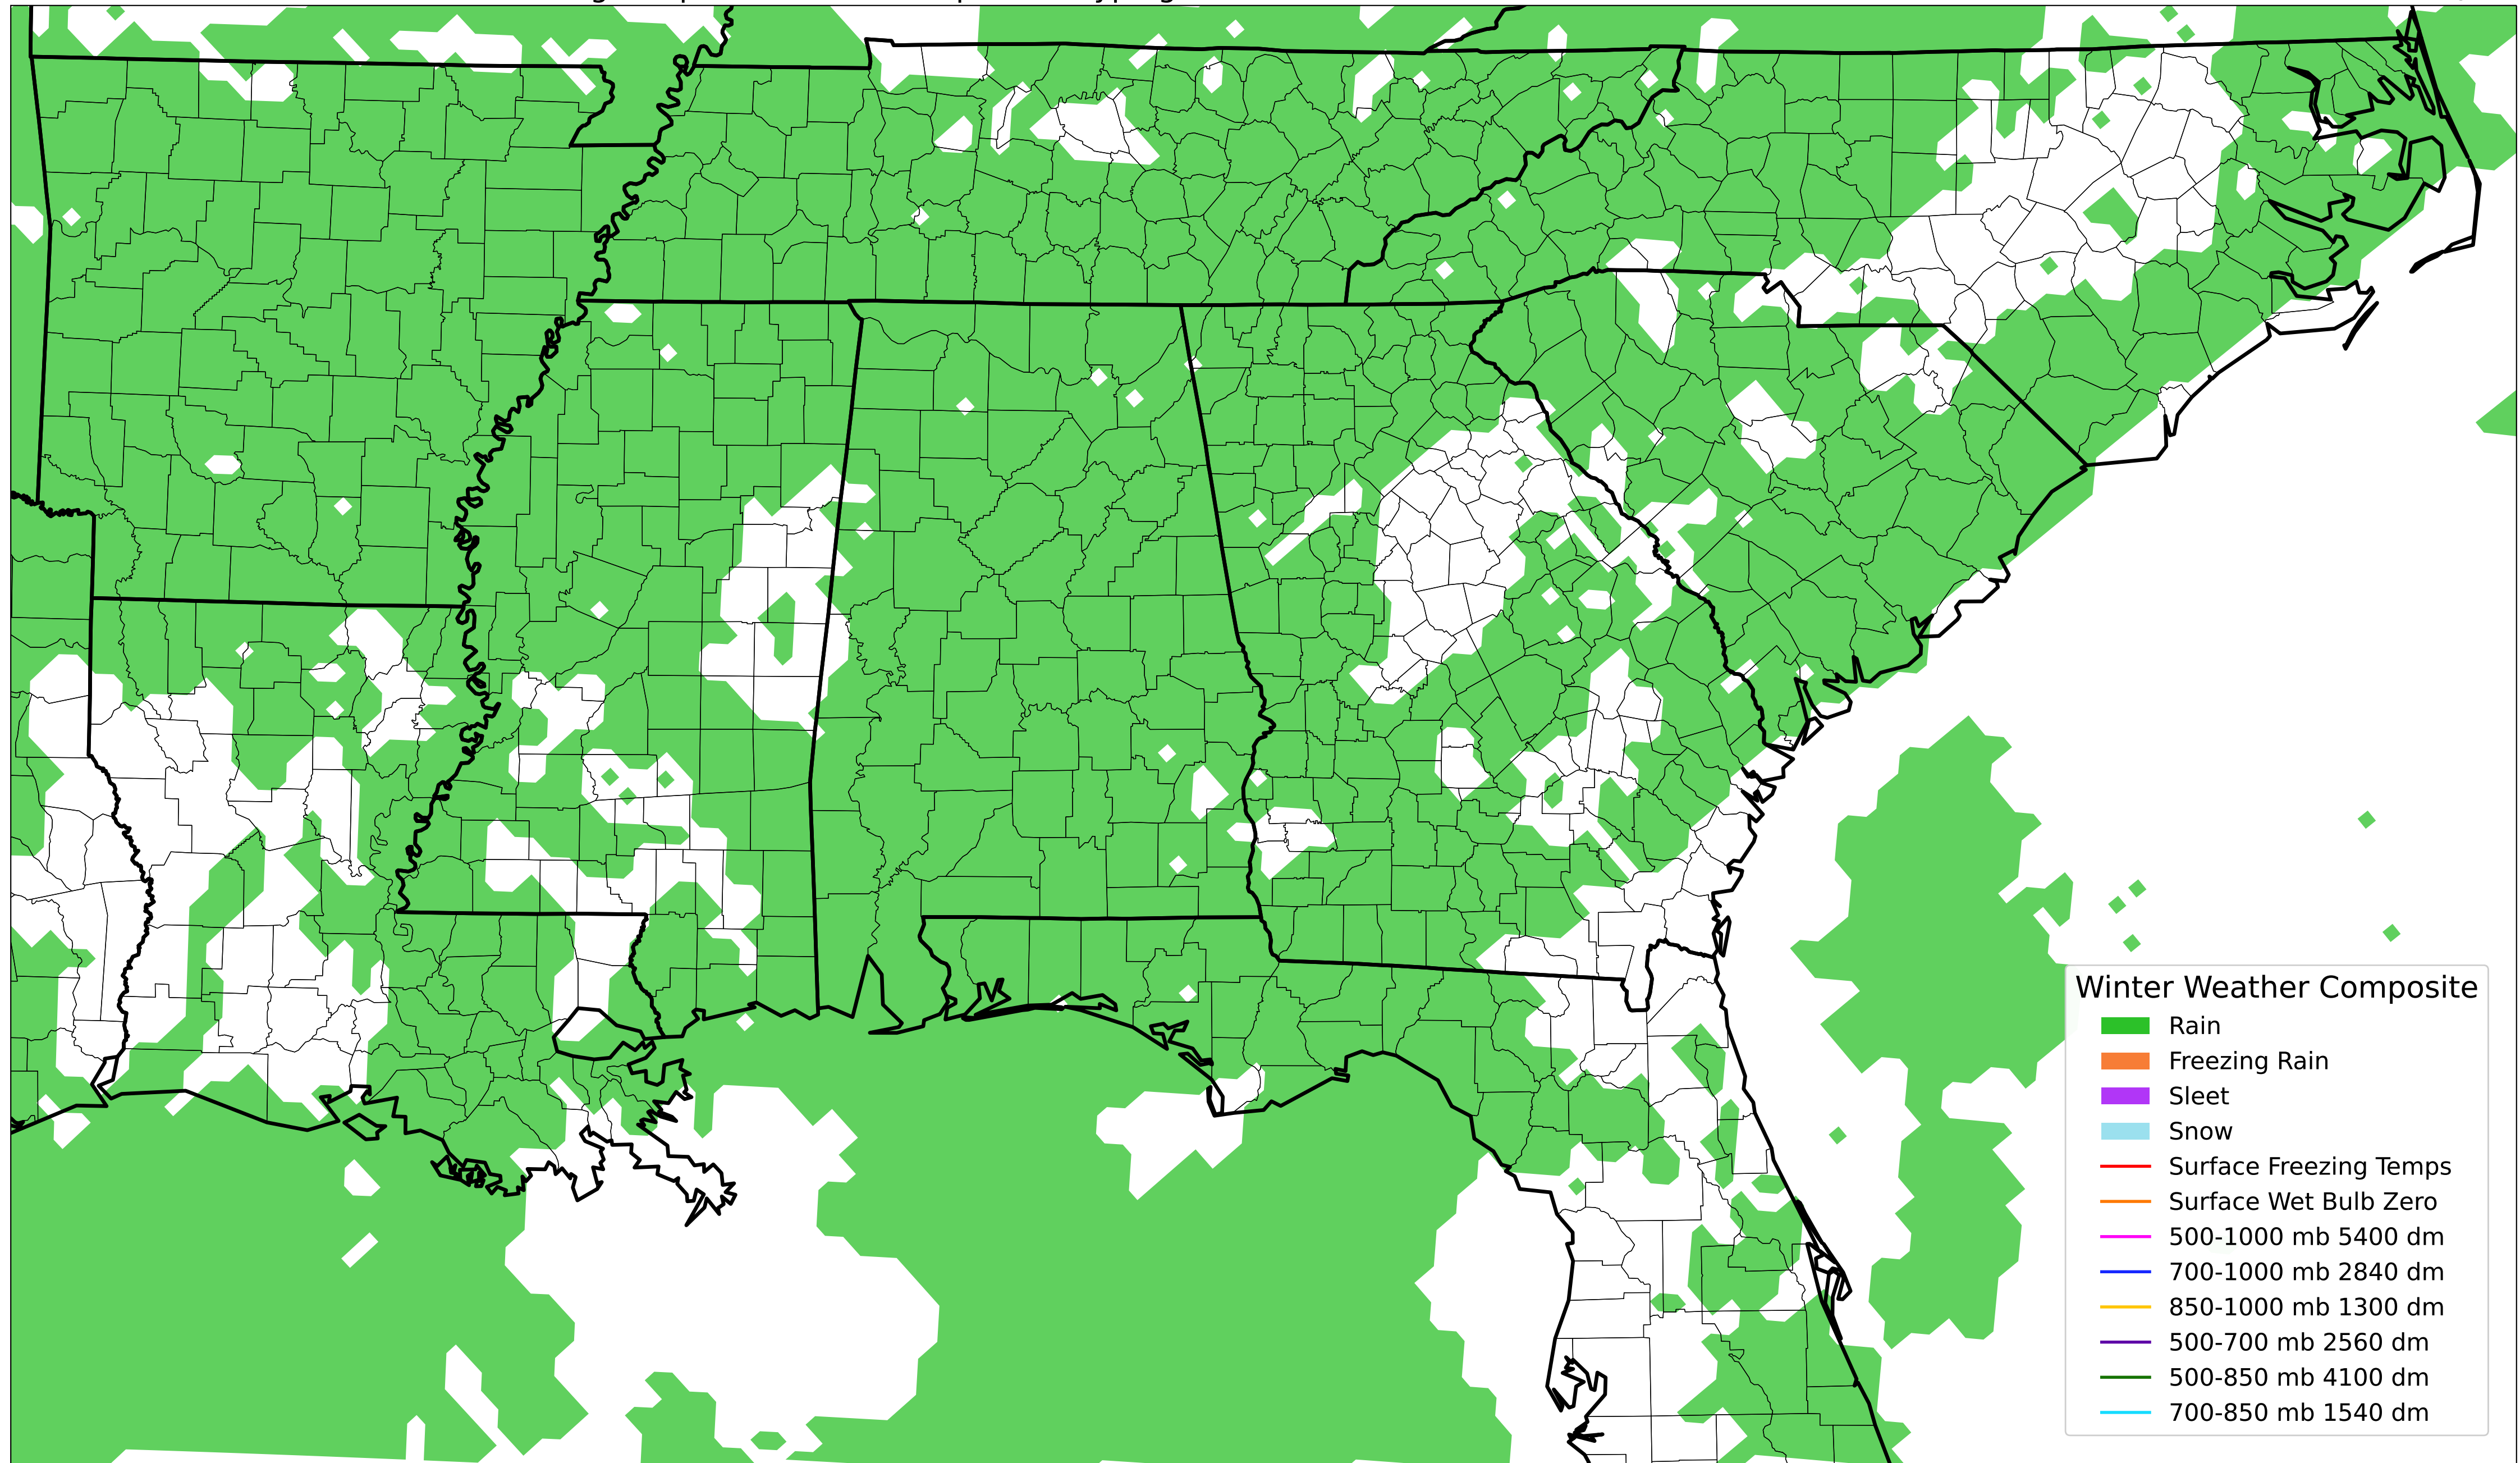 Winter Weather Composite
Rain
Freezing Rain
Sleet
Snow
Surface Freezing Temps
Surface Wet Bulb Zero
500-1000 mb 5400 dm
700-1000 mb 2840 dm
850-1000 mb 1300 dm
500-700 mb 2560 dm
500-850 mb 4100 dm
700-850 mb 1540 dm